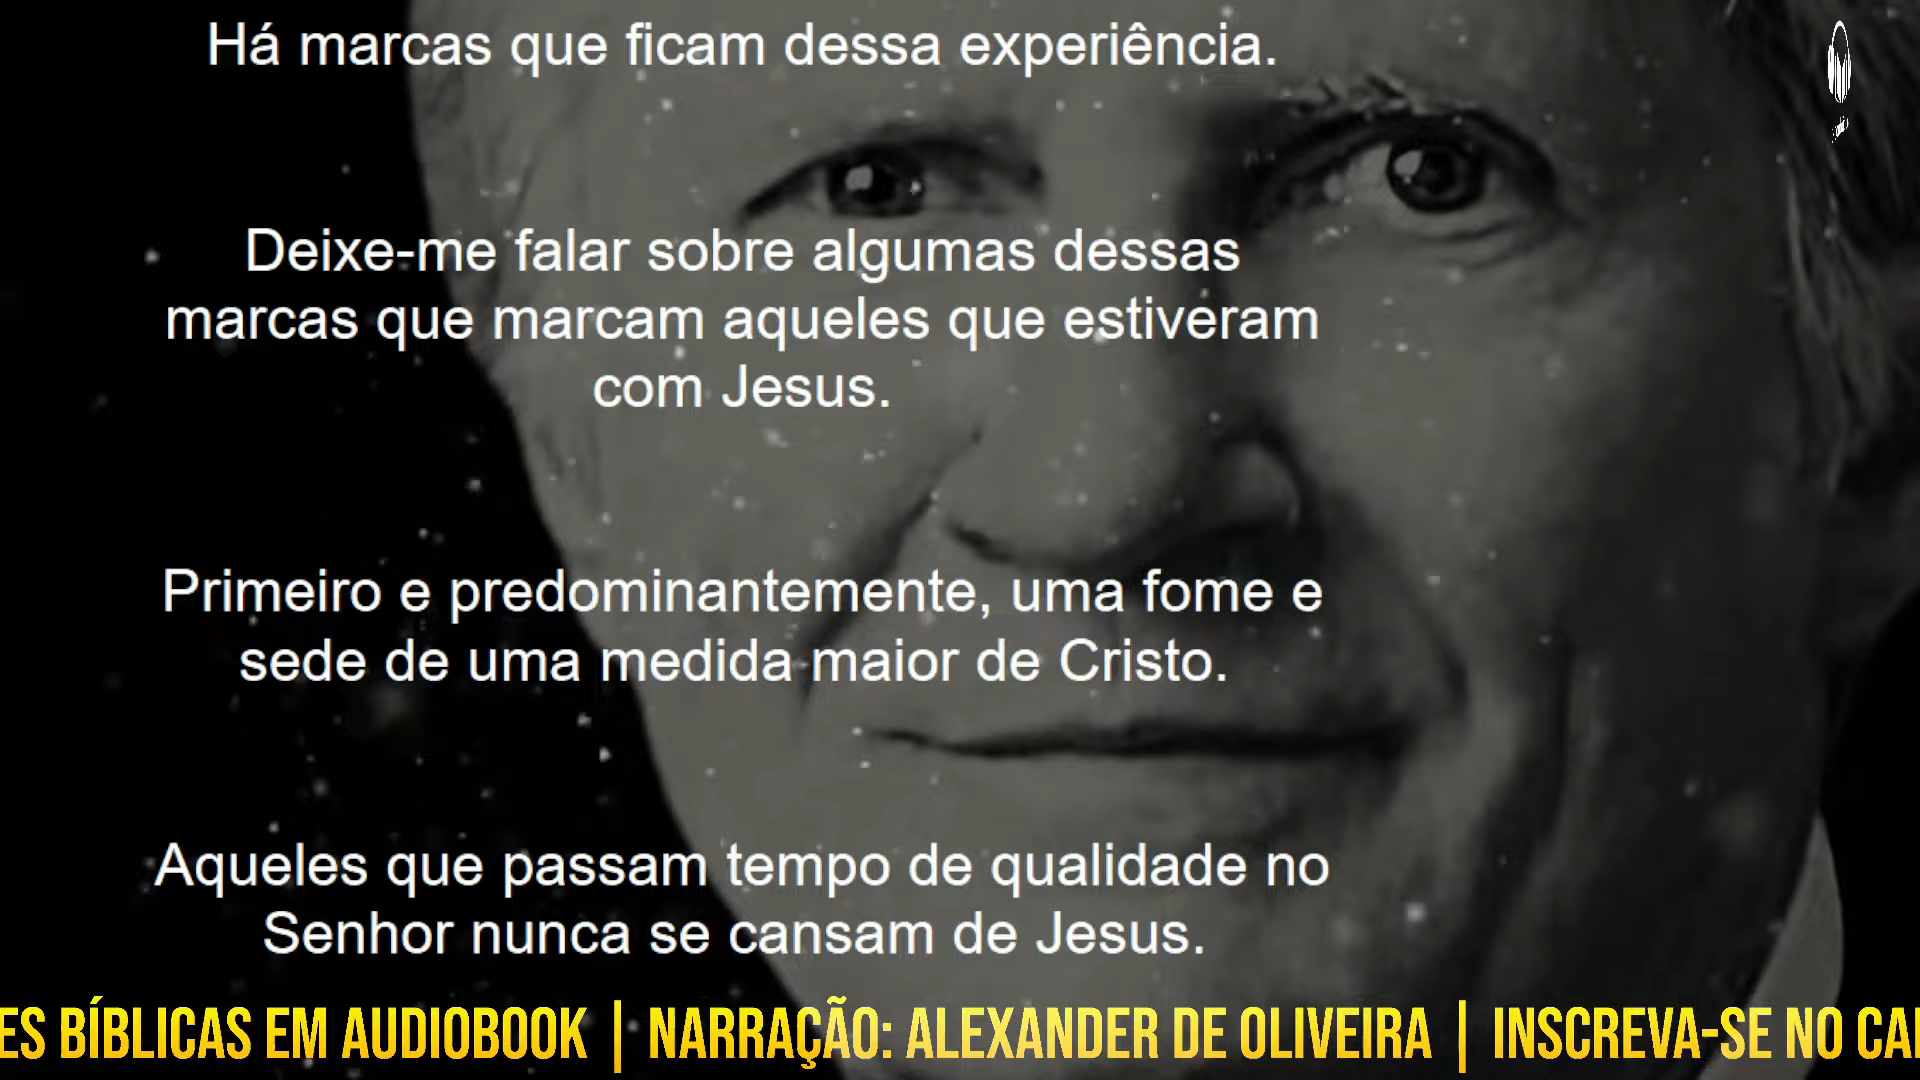 Há marcas que ficam dessa experiência.
Deixe-me falar sobre algumas dessas
marcas que marcam aqueles que estiveram
com Jesus.
Primeiro e predominantemente, uma fome e
sede de uma medida maior de Cristo.
Aqueles que passam tempo de qualidade no
Senhor nunca se cansam de Jesus.
ES BÍBLICAS EM AUDIOBOOK | NARRAÇÃO: ALEXANDER DE OLIVEIRA | INSCREVA-SE NO CA